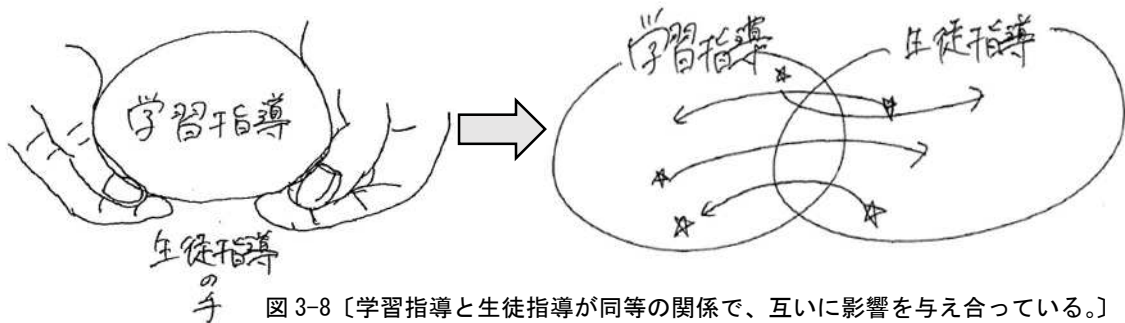 学習指導
生徒指導
の
手
学習指導
生徒指導
図 3-8〔学習指導と生徒指導が同等の関係で、互いに影響を与え合っている。〕